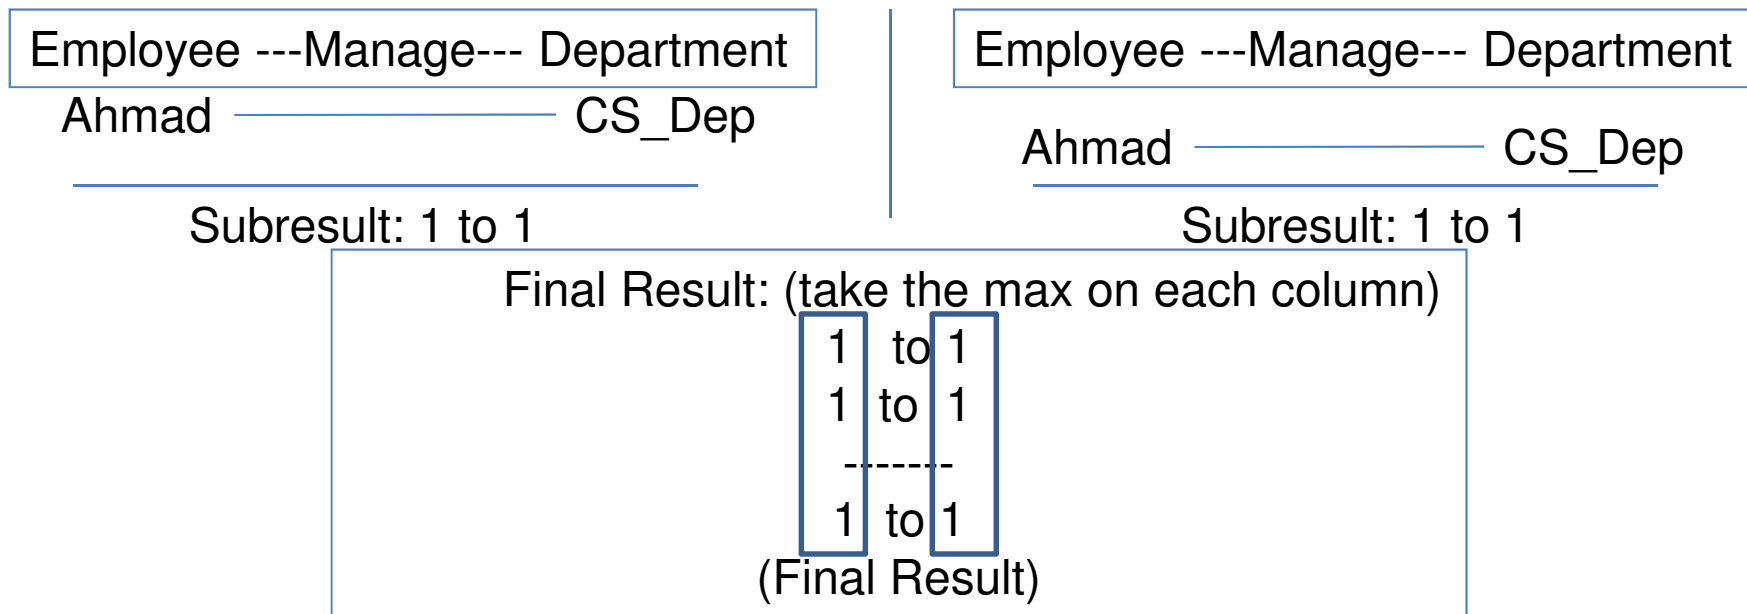 Employee ---Manage--- Department
Ahmad CS_Dep
Subresult: 1 to 1
Employee ---Manage--- Department
Ahmad CS_Dep
Subresult: 1 to 1
Final Result: (take the max on each column)
1 to 1
1 to 1
-------
1 to 1
(Final Result)